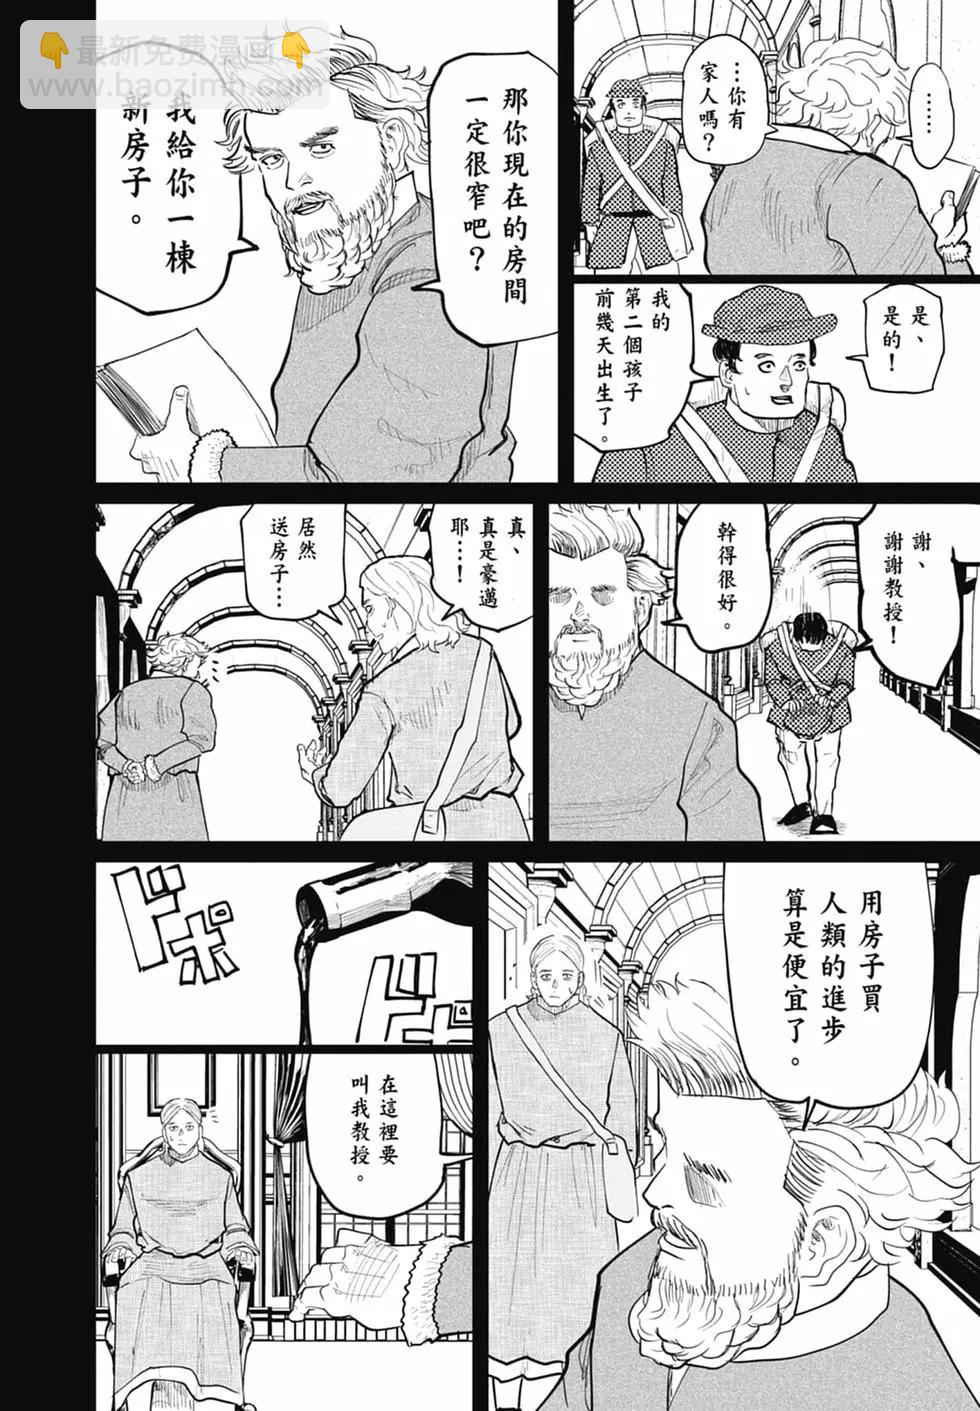 最新免費漫画
www.baozimh.com
……
…你有
家人嗎？
是、
是的！
我的
第二個孩子
前幾天出生了。
那你現在的房間
一定很窄吧？
我給你一棟
新房子。
謝、
謝謝教授！
幹得很好。
真、
真是豪邁
耶…！
居然
送房子…
用房子買
人類的進步
算是便宜了。
ドポ
ドポ
在這裡要
叫我教授。